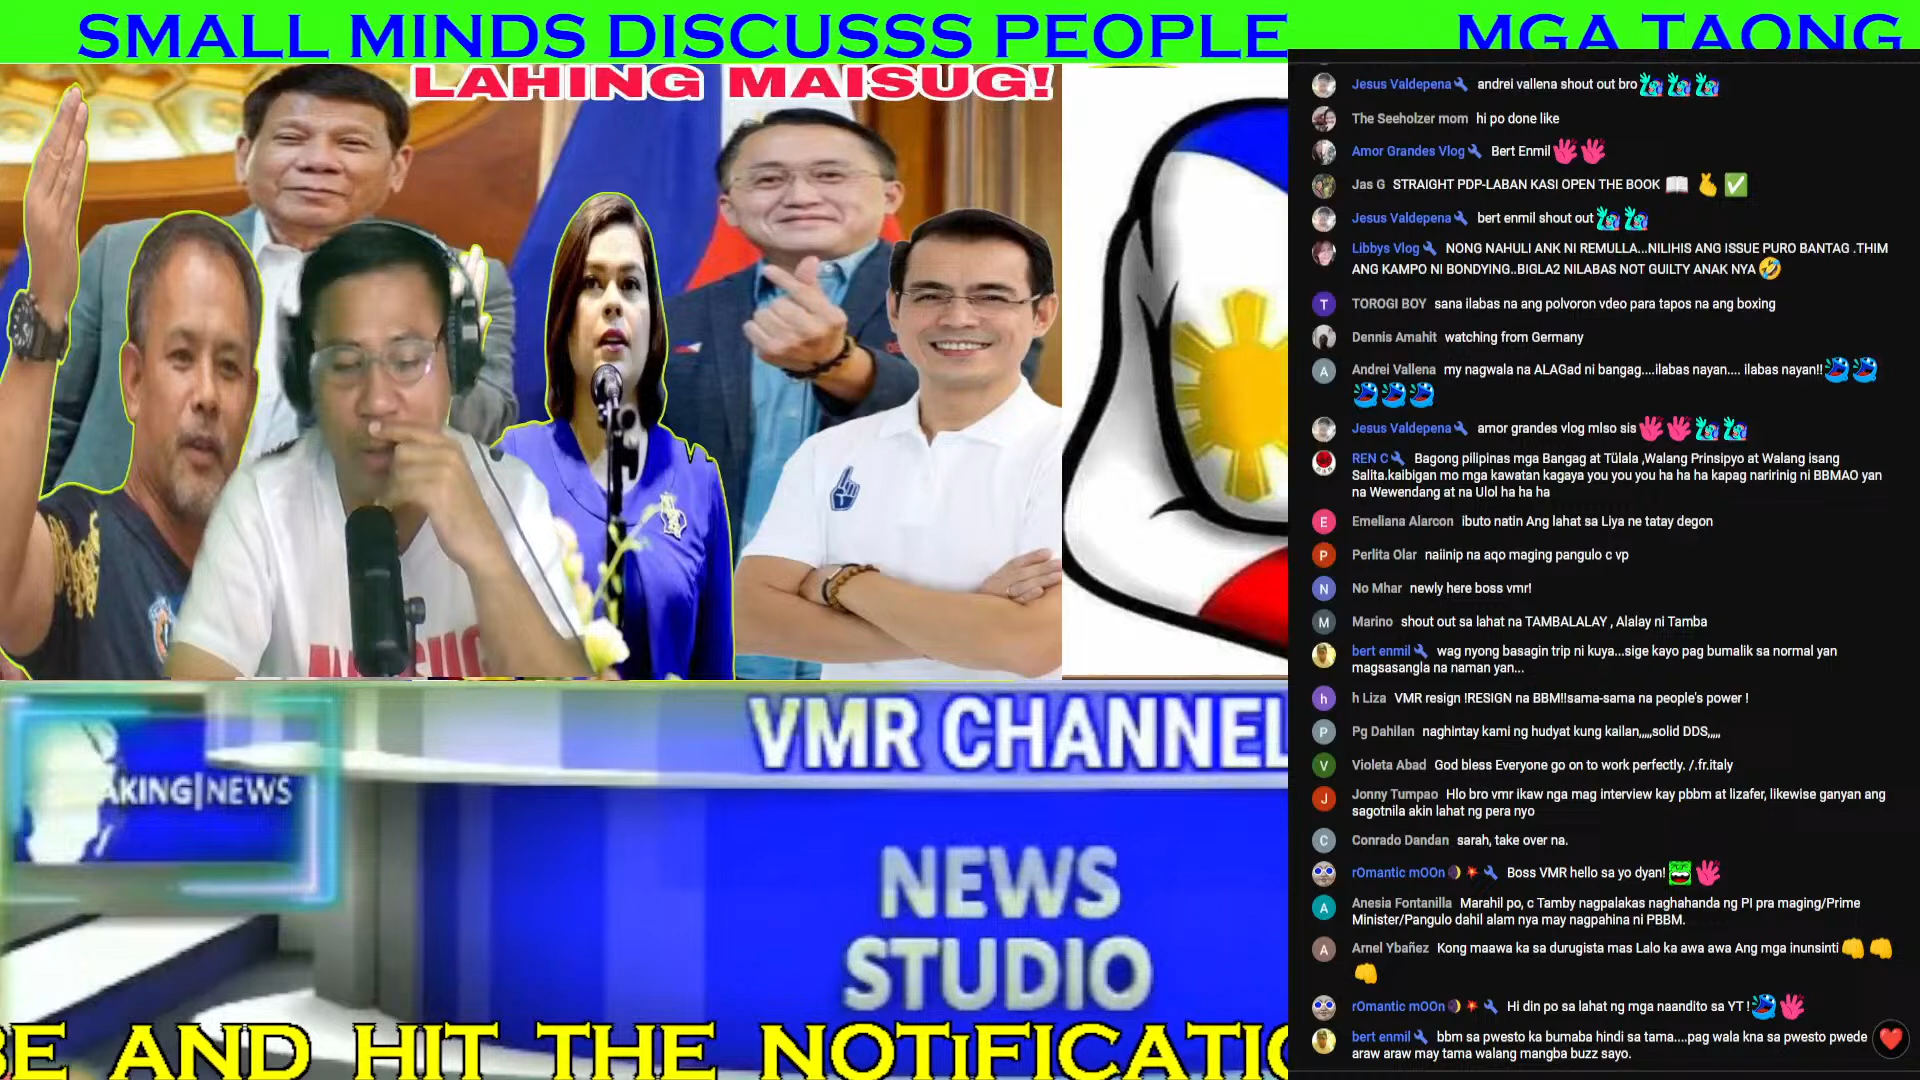 SMALL MINDS DISCUSSS PEOPLE
MGA TAONG
LAHING MAISUG!
Jesus Valdepena andrei vallena shout out bro
The Seeholzer mom hi po done like
Amor Grandes Vlog Bert Enmil
Jas G STRAIGHT PDP-LABAN KASI OPEN THE BOOK
Jesus Valdepena bert enmil shout out
Libbys Vlog NONG NAHULI ANK NI REMULLA...NILIHIS ANG ISSUE PURO BANTAG .THIM
ANG KAMPO NI BONDYING..BIGLA2 NILABAS NOT GUILTY ANAK NYA
T TOROGI BOY sana ilabas na ang polvoron vdeo para tapos na ang boxing
Dennis Amahit watching from Germany
A Andrei Vallena my nagwala na ALAGad ni bangag....ilabas nayan.... ilabas nayan!!
Jesus Valdepena amor grandes vlog mlso sis
REN C Bagong pilipinas mga Bangag at Tülala ,Walang Prinsipyo at Walang isang
Salita.kaibigan mo mga kawatan kagaya you you you ha ha ha kapag naririnig ni BBMAO yan
na Wewendang at na Ulol ha ha ha
E Emeliana Alarcon ibuto natin Ang lahat sa Liya ne tatay degon
P Perlita Olar naiinip na aqo maging pangulo c vp
N No Mhar newly here boss vmr!
M Marino shout out sa lahat na TAMBALALAY , Alalay ni Tamba
bert enmil wag nyong basagin trip ni kuya...sige kayo pag bumalik sa normal yan
magsasangla na naman yan...
h h Liza VMR resign !RESIGN na BBM!!sama-sama na people's power !
P Pg Dahilan naghintay kami ng hudyat kung kailan,,,,,solid DDS,,,,,
V Violeta Abad God bless Everyone go on to work perfectly. /.fr.italy
J Jonny Tumpao Hlo bro vmr ikaw nga mag interview kay pbbm at lizafer, likewise ganyan ang
sagotnila akin lahat ng pera nyo
C Conrado Dandan sarah, take over na.
rOmantic mOOn Boss VMR hello sa yo dyan!
A Anesia Fontanilla Marahil po, c Tamby nagpalakas naghahanda ng PI pra maging/Prime
Minister/Pangulo dahil alam nya may nagpahina ni PBBM.
A Arnel Ybañez Kong maawa ka sa durugista mas Lalo ka awa awa Ang mga inunsinti
rOmantic mOOn Hi din po sa lahat ng mga naandito sa YT !
bert enmil bbm sa pwesto ka bumaba hindi sa tama....pag wala kna sa pwesto pwede
araw araw may tama walang mangba buzz sayo.
VMR CHANNEL
AKING|NEWS
NEWS
STUDIO
BE AND HIT THE NOTIFICATIO